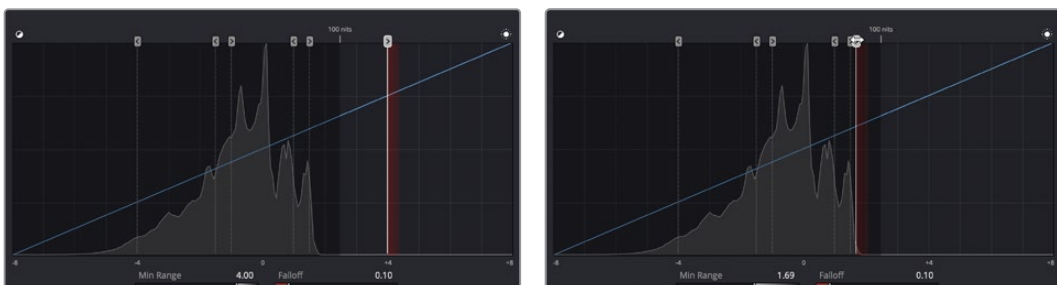 100 nits
-8 -4 0 +4 +8
Min Range 4.00 Falloff 0.10
100 nits
-8 -4 0 +4 +8
Min Range 1.69 Falloff 0.10